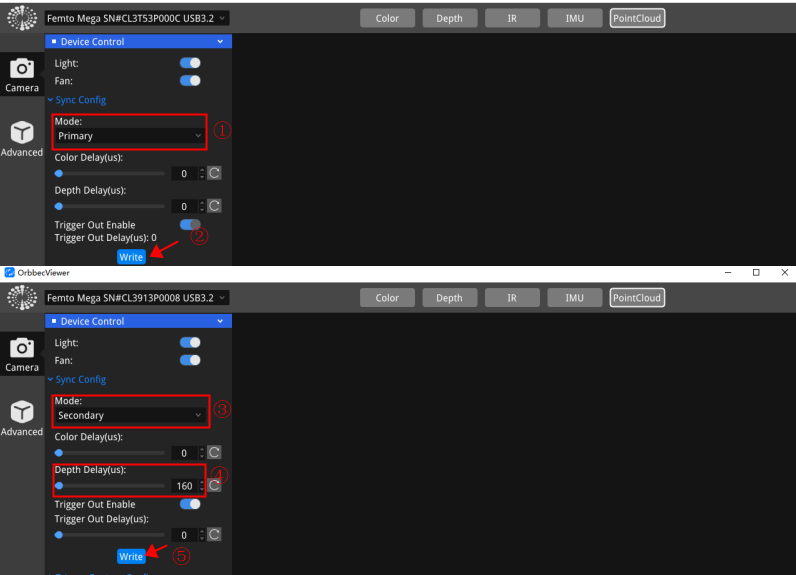 Femto Mega SN#CL3T53P000C USB3.2
Color
Depth
IR
IMU
PointCloud
Device Control
Camera
Light:
Fan:
Sync Config
Advanced
Mode:
Primary
①
Color Delay(us):
0
Depth Delay(us):
0
Trigger Out Enable
Trigger Out Delay(us): 0
②
Write
OrbbecViewer
Femto Mega SN#CL3913P0008 USB3.2
Color
Depth
IR
IMU
PointCloud
Device Control
Camera
Light:
Fan:
Sync Config
Advanced
Mode:
Secondary
③
Color Delay(us):
0
Depth Delay(us):
160
④
Trigger Out Enable
Trigger Out Delay(us):
0
Write
⑤